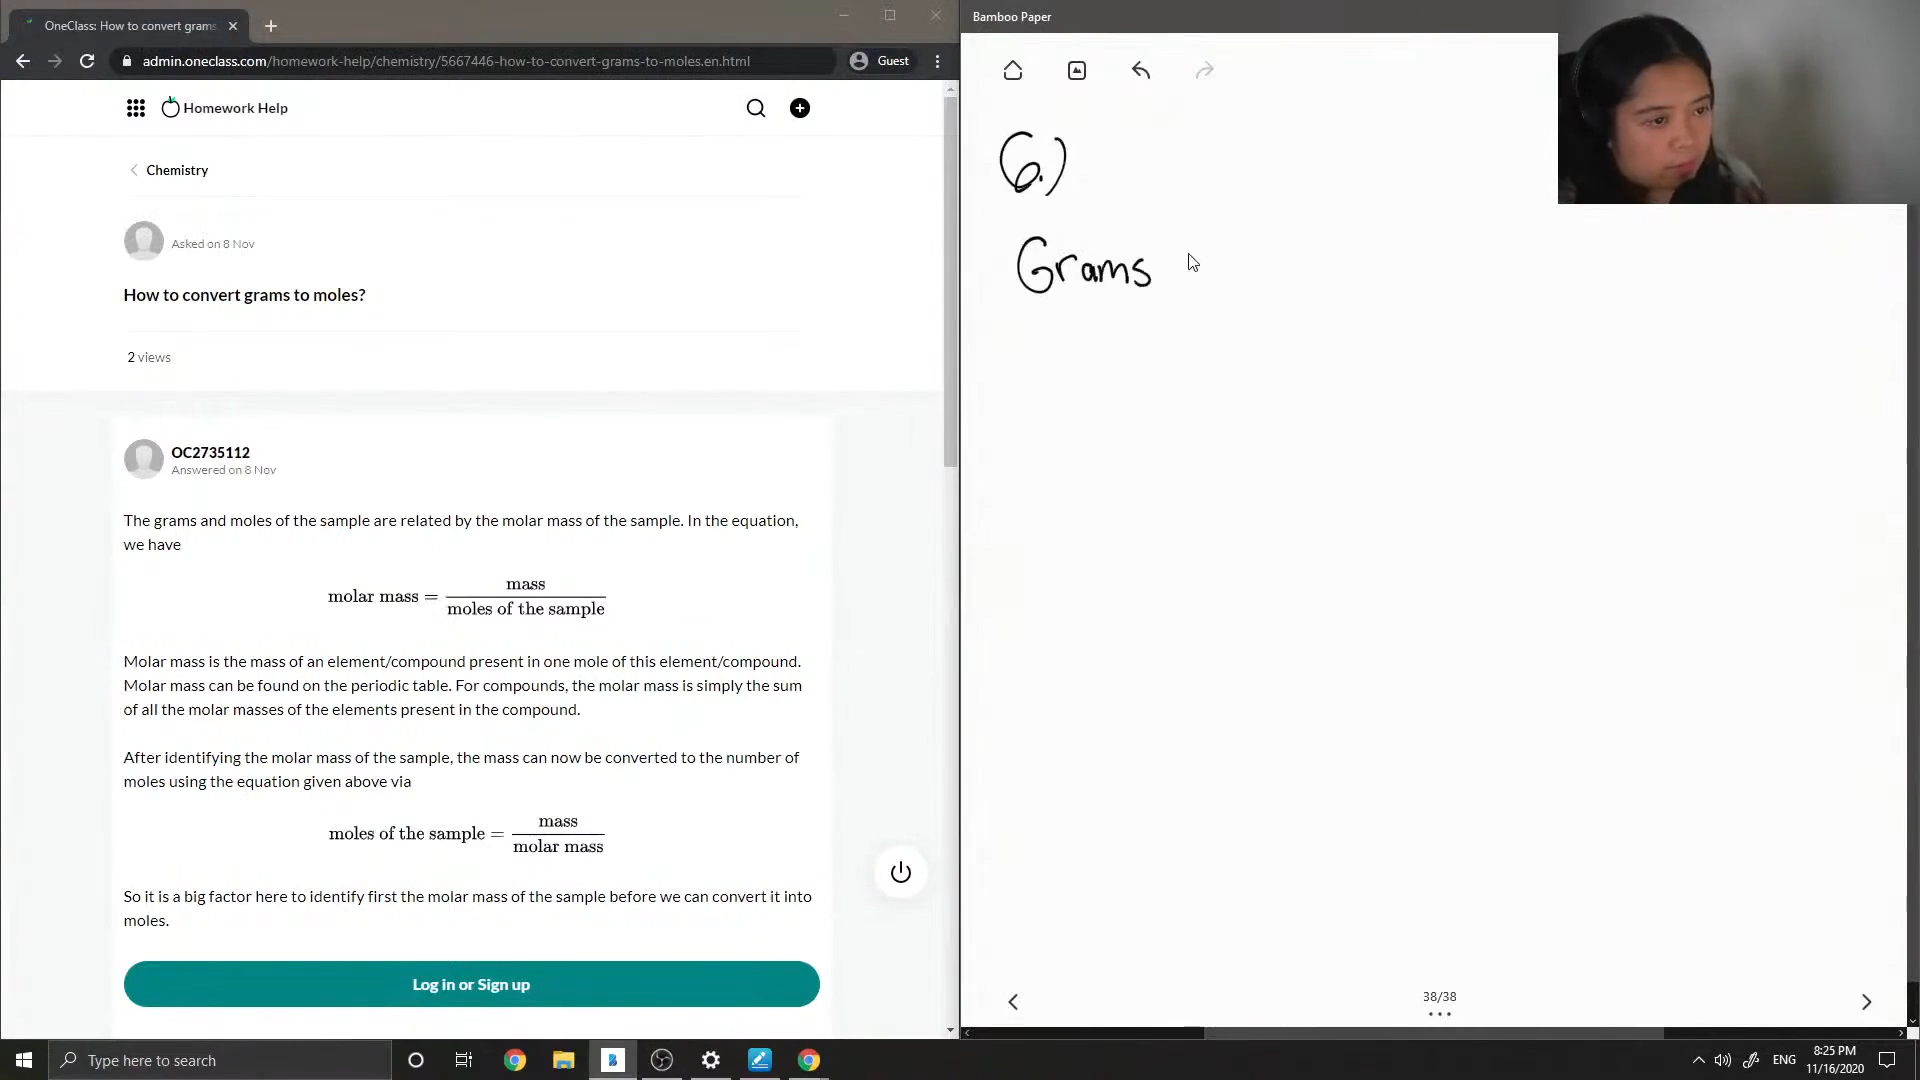 OneClass: How to convert grams
admin.oneclass.com/homework-help/chemistry/5667446-how-to-convert-grams-to-moles.en.html
Guest
Homework Help
Chemistry
Asked on 8 Nov
How to convert grams to moles?
2 views
OC2735112
Answered on 8 Nov
The grams and moles of the sample are related by the molar mass of the sample. In the equation,
we have
molar mass = mass / moles of the sample
Molar mass is the mass of an element/compound present in one mole of this element/compound.
Molar mass can be found on the periodic table. For compounds, the molar mass is simply the sum
of all the molar masses of the elements present in the compound.
After identifying the molar mass of the sample, the mass can now be converted to the number of
moles using the equation given above via
moles of the sample = mass / molar mass
So it is a big factor here to identify first the molar mass of the sample before we can convert it into
moles.
Log in or Sign up
Bamboo Paper
6.)
Grams
38/38
Type here to search
ENG
8:25 PM
11/16/2020